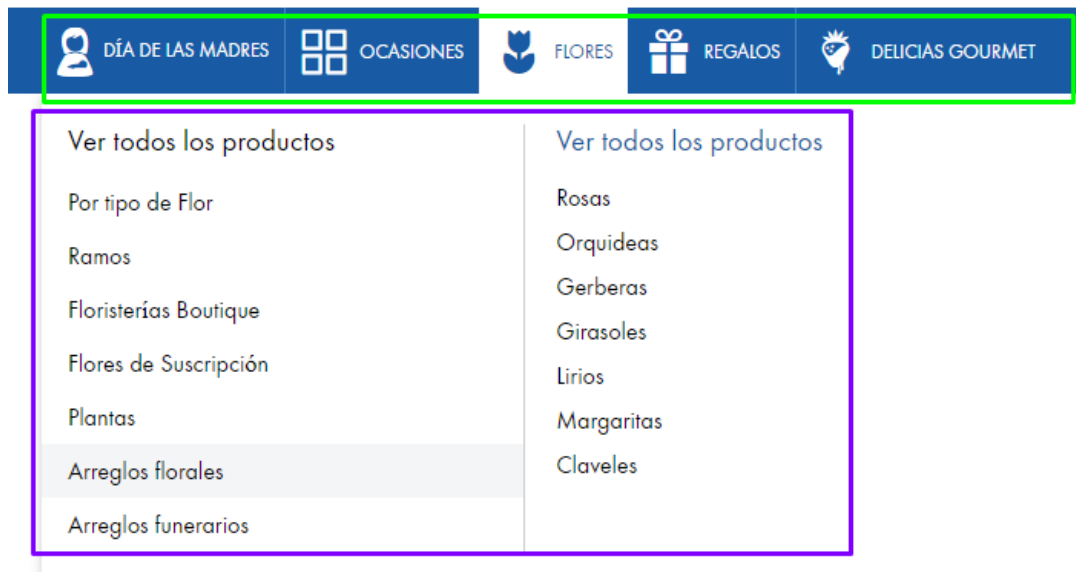 DÍA DE LAS MADRES
OCASIONES
FLORES
REGALOS
DELICIAS GOURMET
Ver todos los productos
Por tipo de Flor
Ramos
Floristerías Boutique
Flores de Suscripción
Plantas
Arreglos florales
Arreglos funerarios
Ver todos los productos
Rosas
Orquideas
Gerberas
Girasoles
Lirios
Margaritas
Claveles